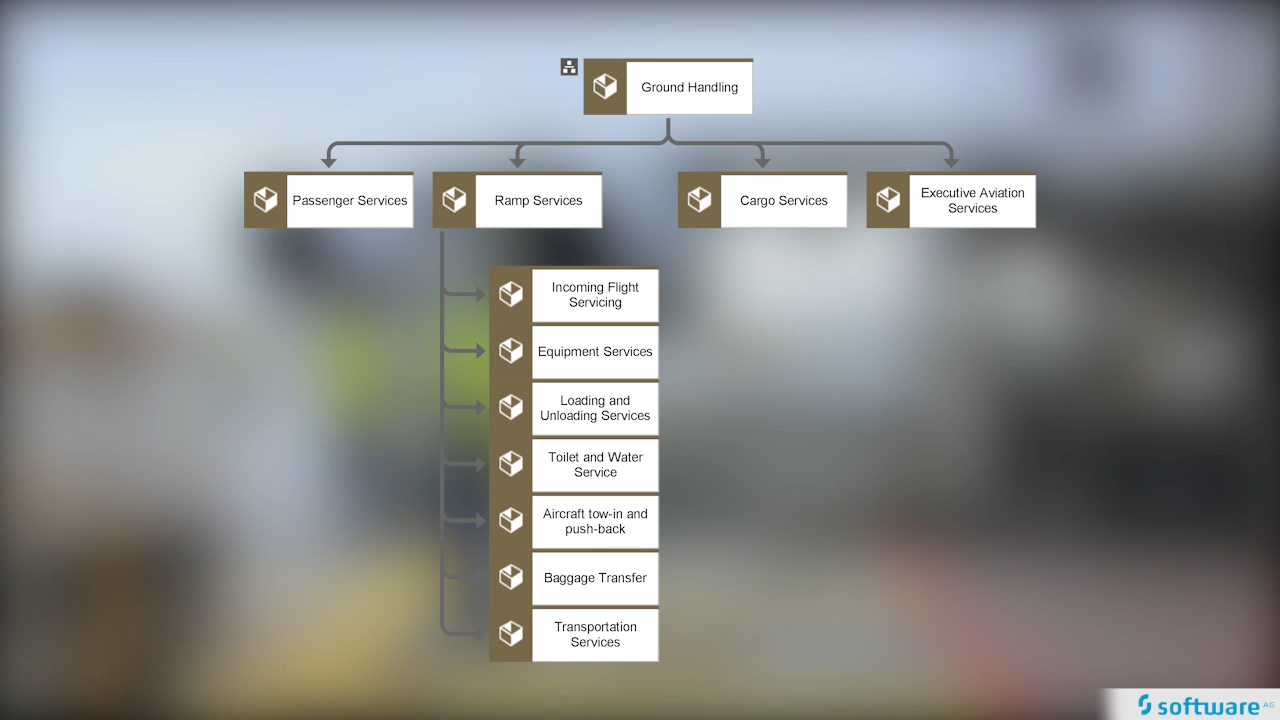 Ground Handling
Passenger Services
Ramp Services
Cargo Services
Executive Aviation
Services
Incoming Flight
Servicing
Equipment Services
Loading and
Unloading Services
Toilet and Water
Service
Aircraft tow-in and
push-back
Baggage Transfer
Transportation
Services
software AG